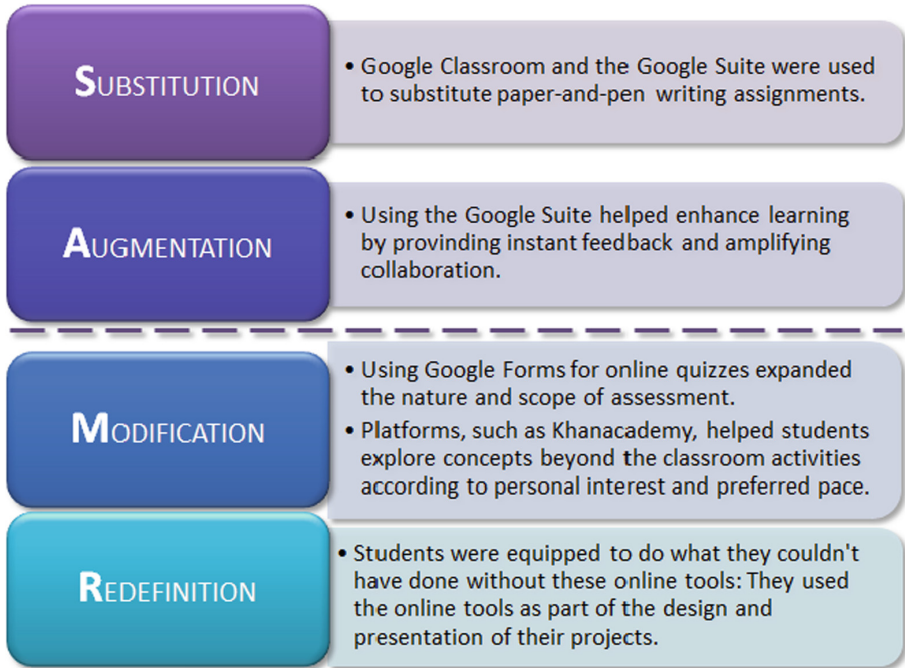 SUBSTITUTION
• Google Classroom and the Google Suite were used
to substitute paper-and-pen writing assignments.
AUGMENTATION
• Using the Google Suite helped enhance learning
by provinding instant feedback and amplifying
collaboration.
MODIFICATION
• Using Google Forms for online quizzes expanded
the nature and scope of assessment.
• Platforms, such as Khanacademy, helped students
explore concepts beyond the classroom activities
according to personal interest and preferred pace.
REDEFINITION
• Students were equipped to do what they couldn't
have done without these online tools: They used
the online tools as part of the design and
presentation of their projects.